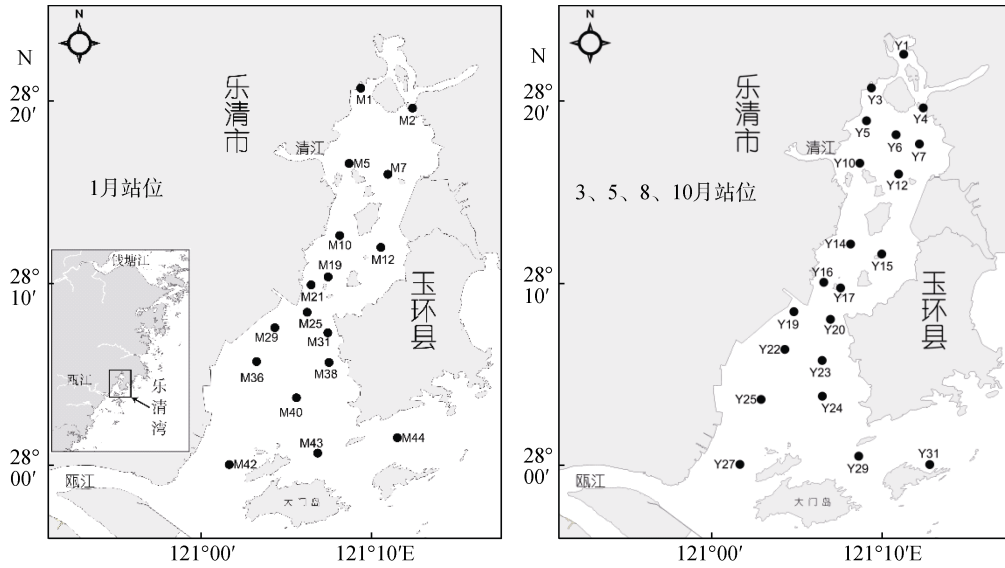 N
N
28°
20′
28°
10′
28°
00′
乐清市
清江
1月站位
玉环县
M1
M2
M5
M7
M10
M12
M19
M21
M25
M29
M31
M36
M38
M40
M43
M44
M42
钱塘江
瓯江
乐清湾
瓯江
大门岛
121°00′
121°10′E
N
N
28°
20′
28°
10′
28°
00′
乐清市
清江
3、5、8、10月站位
玉环县
Y1
Y3
Y4
Y5
Y6
Y7
Y10
Y12
Y14
Y15
Y16
Y17
Y19
Y20
Y22
Y23
Y25
Y24
Y27
Y29
Y31
瓯江
大门岛
121°00′
121°10′E